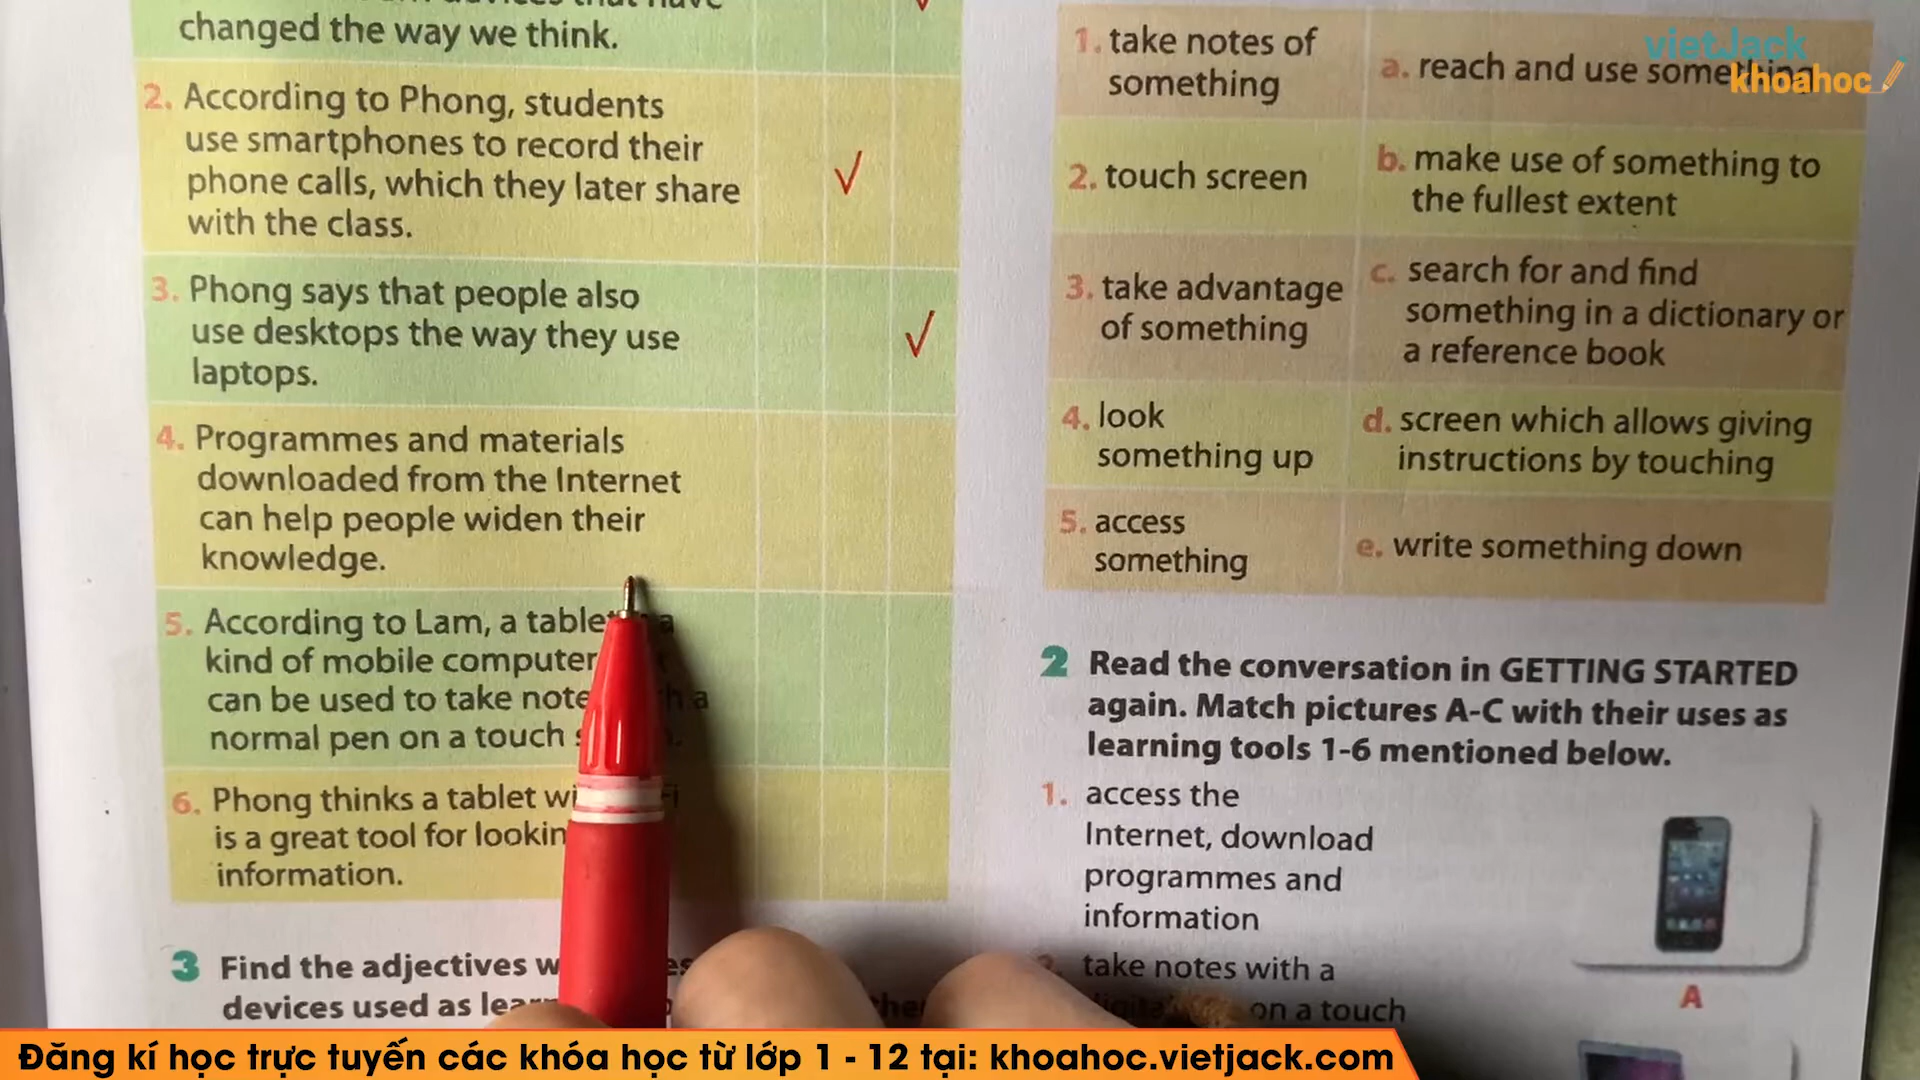 changed the way we think.
2. According to Phong, students
use smartphones to record their
phone calls, which they later share
with the class.
√
3. Phong says that people also
use desktops the way they use
laptops.
√
4. Programmes and materials
downloaded from the Internet
can help people widen their
knowledge.
5. According to Lam, a tablet
kind of mobile computer
can be used to take note a
normal pen on a touch
6. Phong thinks a tablet
is a great tool for
information.
3 Find the adjectives
devices used as
1. take notes of
something
a. reach and use something
2. touch screen
b. make use of something to
the fullest extent
3. take advantage
of something
c. search for and find
something in a dictionary or
a reference book
4. look
something up
d. screen which allows giving
instructions by touching
5. access
something
e. write something down
2 Read the conversation in GETTING STARTED
again. Match pictures A-C with their uses as
learning tools 1-6 mentioned below.
1. access the
Internet, download
programmes and
information
take notes with a
on a touch
A
vietJack
khoahoc
Đăng kí học trực tuyến các khóa học từ lớp 1 - 12 tại: khoahoc.vietjack.com